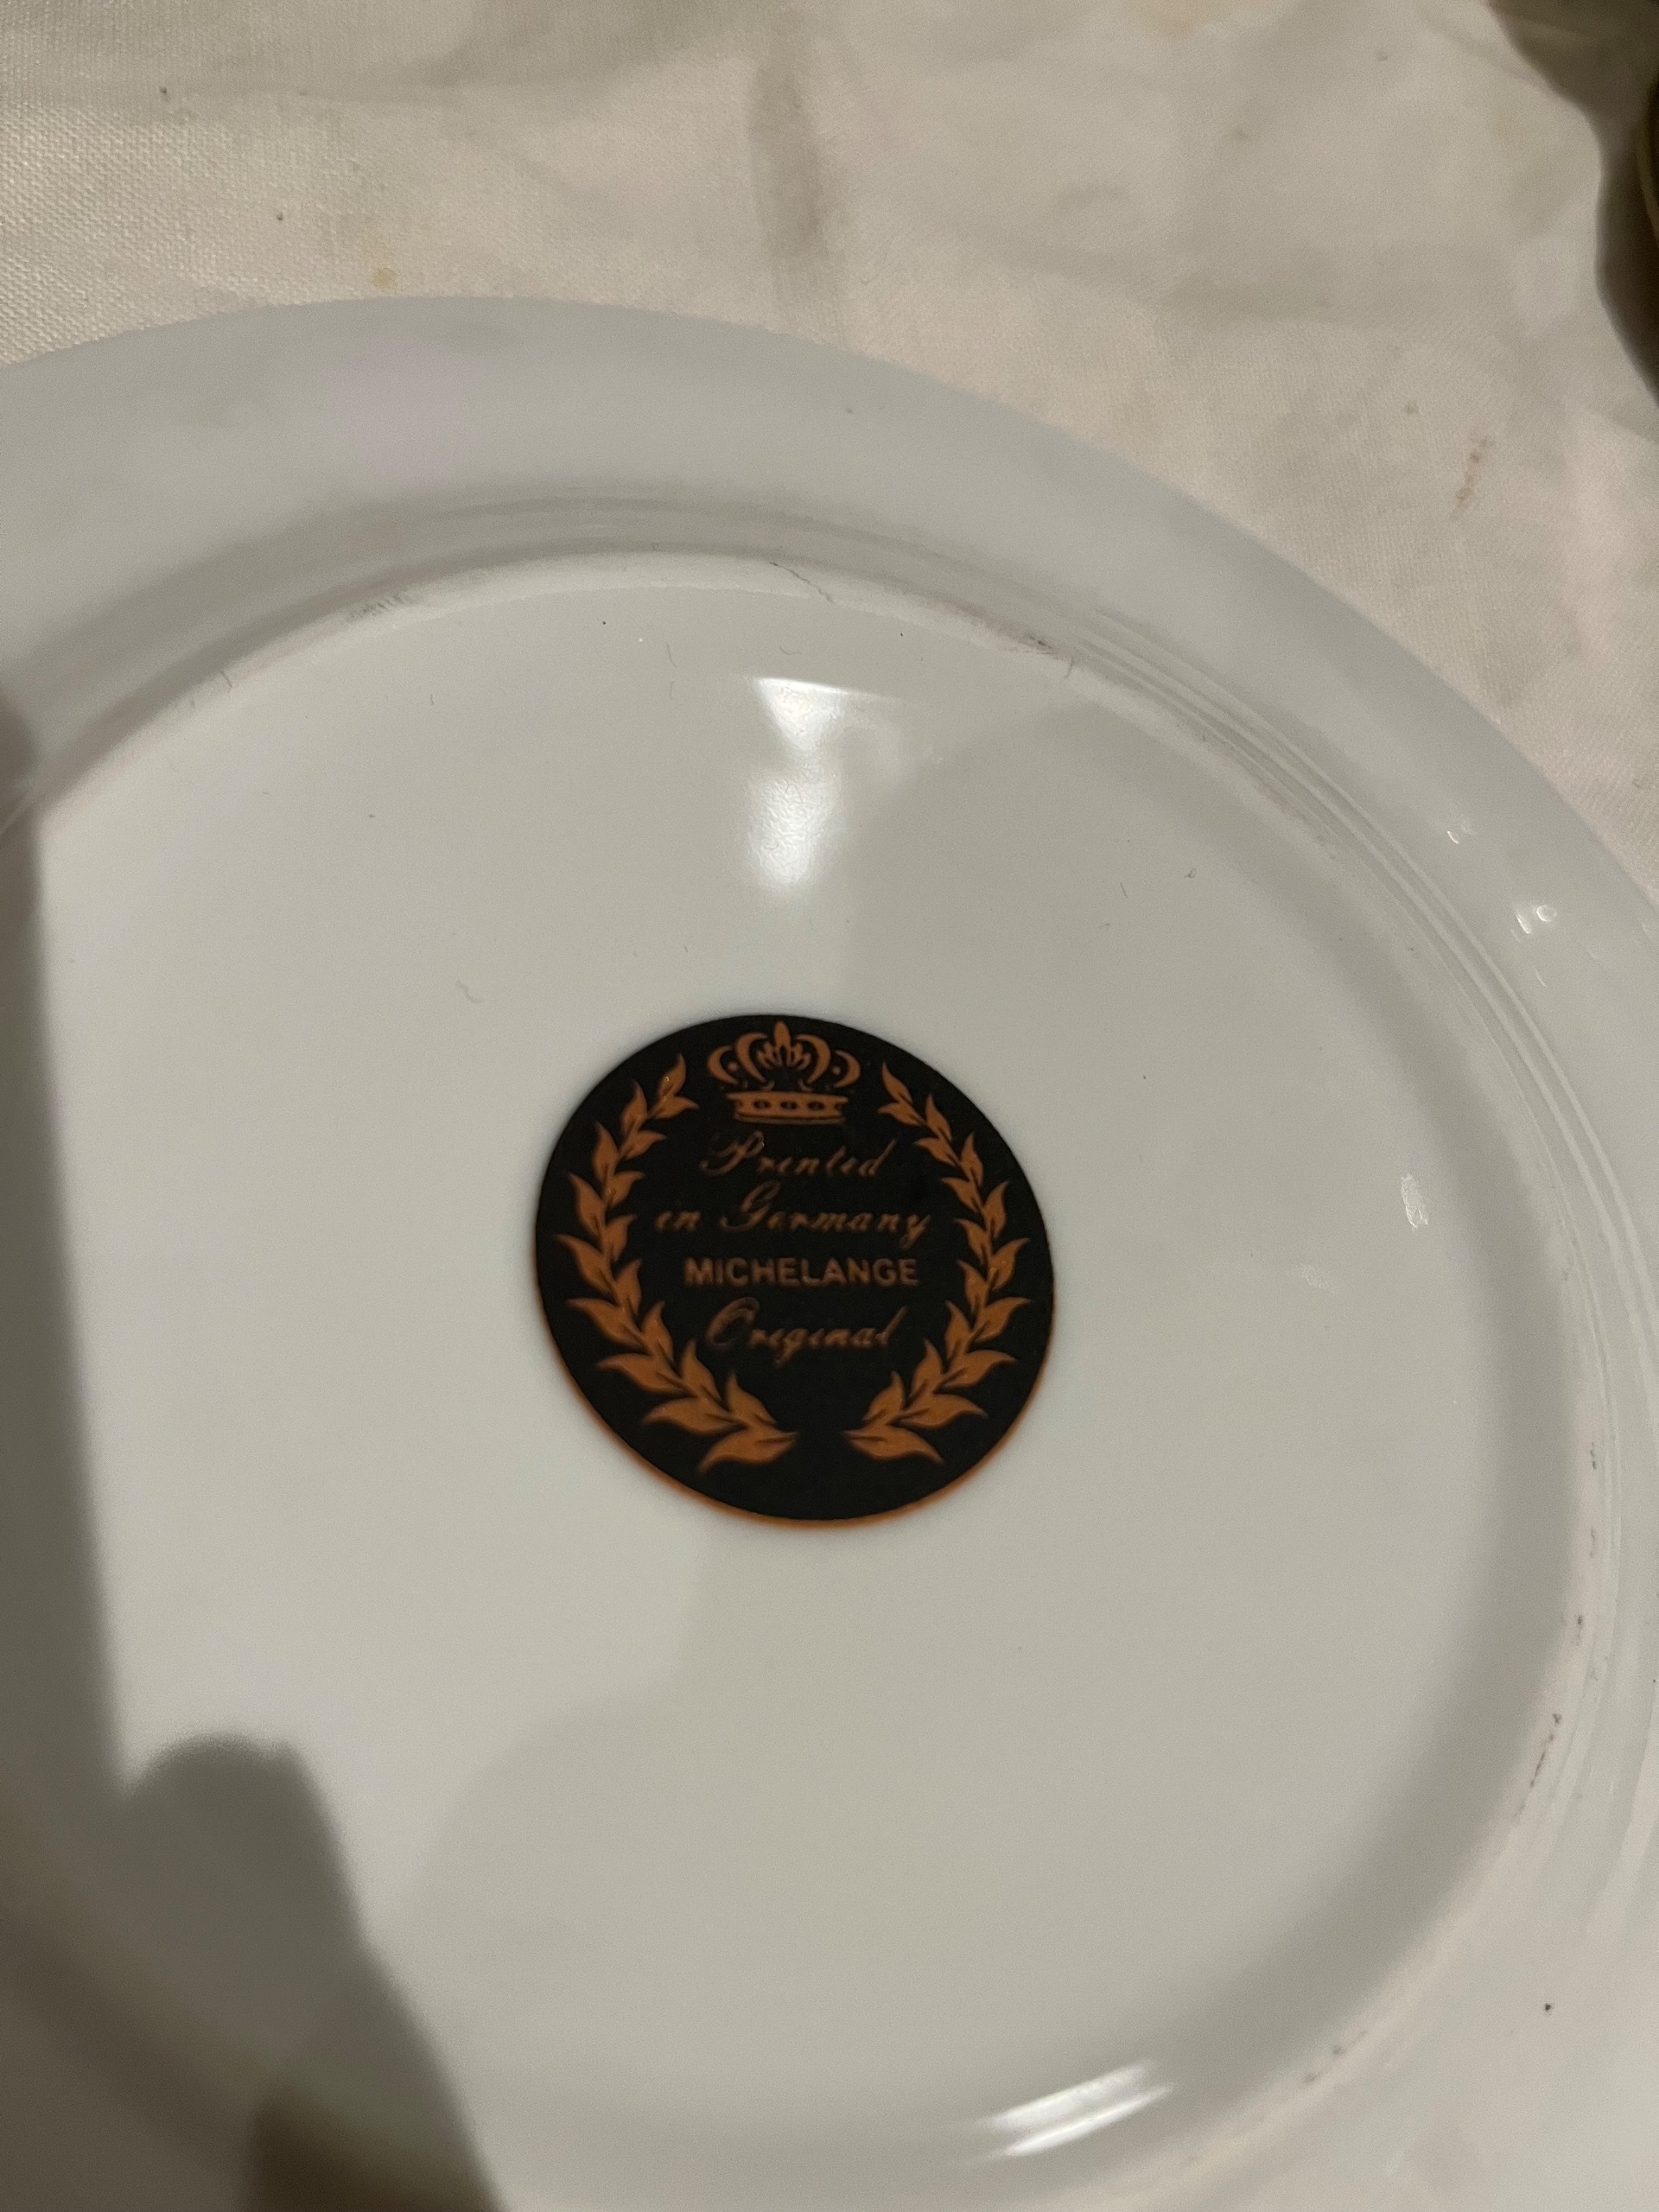 Printed
in Germany
MICHELANGE
Original